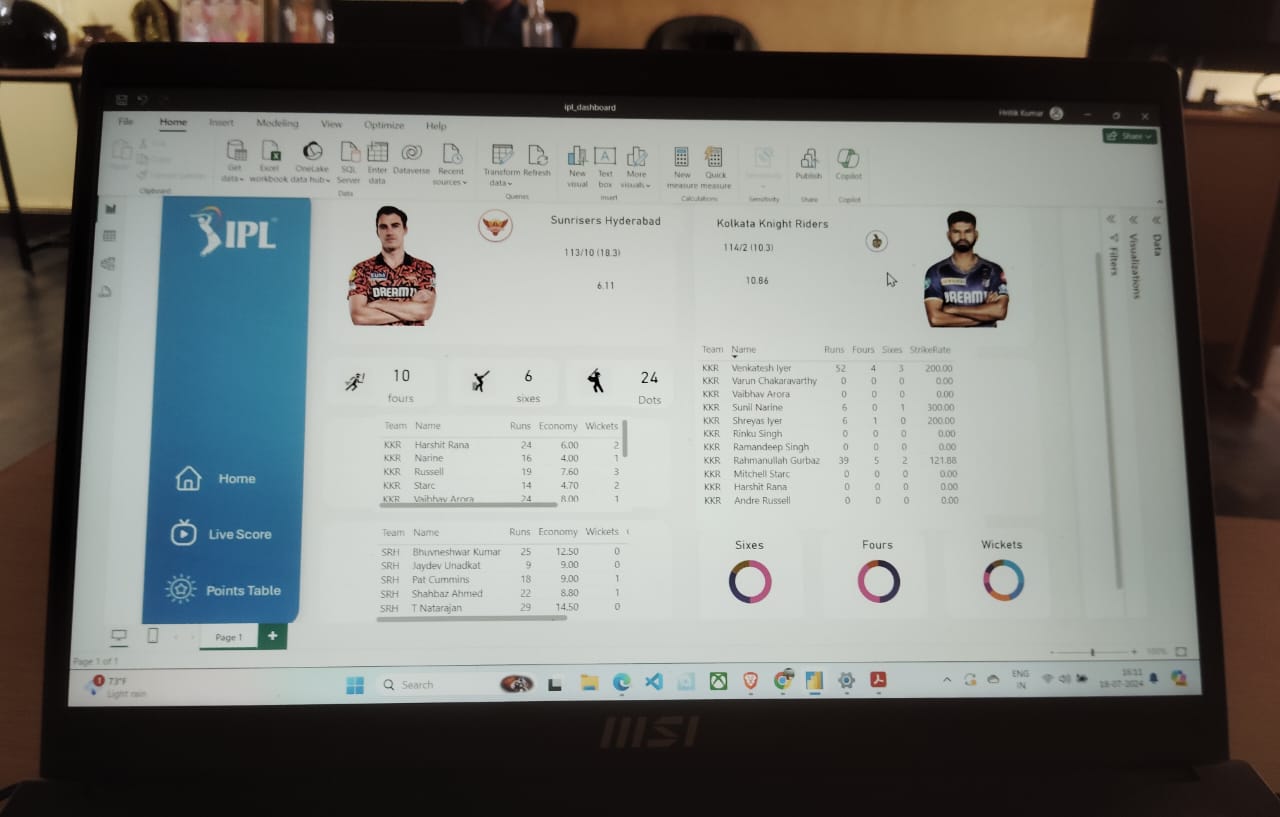 ipl_dashboard
Hritik Kumar
File Home Insert Modeling View Optimize Help
Share
Get data
Excel workbook
OneLake data hub
SQL Server
Enter data
Dataverse
Recent sources
Transform data
Refresh
New visual
Text box
More visuals
New measure
Quick measure
Publish
Copilot
Clipboard
Data
Queries
Insert
Calculations
Sensitivity
Share
Copilot
IPL
Home
Live Score
Points Table
DREAM11
Sunrisers Hyderabad
113/10 (18.3)
6.11
Kolkata Knight Riders
114/2 (10.3)
10.86
DREAM11
Filters
Visualizations
Data
10
fours
6
sixes
24
Dots
Team Name Runs Economy Wickets
KKR Harshit Rana 24 6.00 2
KKR Narine 16 4.00 1
KKR Russell 19 7.60 3
KKR Starc 14 4.70 2
KKR Vaibhav Arora 24 8.00 1
Team Name Runs Economy Wickets
SRH Bhuvneshwar Kumar 25 12.50 0
SRH Jaydev Unadkat 9 9.00 0
SRH Pat Cummins 18 9.00 1
SRH Shahbaz Ahmed 22 8.80 1
SRH T Natarajan 29 14.50 0
Team Name Runs Fours Sixes StrikeRate
KKR Venkatesh Iyer 52 4 3 200.00
KKR Varun Chakaravarthy 0 0 0 0.00
KKR Vaibhav Arora 0 0 0 0.00
KKR Sunil Narine 6 0 1 300.00
KKR Shreyas Iyer 6 1 0 200.00
KKR Rinku Singh 0 0 0 0.00
KKR Ramandeep Singh 0 0 0 0.00
KKR Rahmanullah Gurbaz 39 5 2 121.88
KKR Mitchell Starc 0 0 0 0.00
KKR Harshit Rana 0 0 0 0.00
KKR Andre Russell 0 0 0 0.00
Sixes
Fours
Wickets
Page 1
Page 1 of 1
100%
1
73°F
Light rain
Search
ENG
IN
16:11
18-07-2024
msi